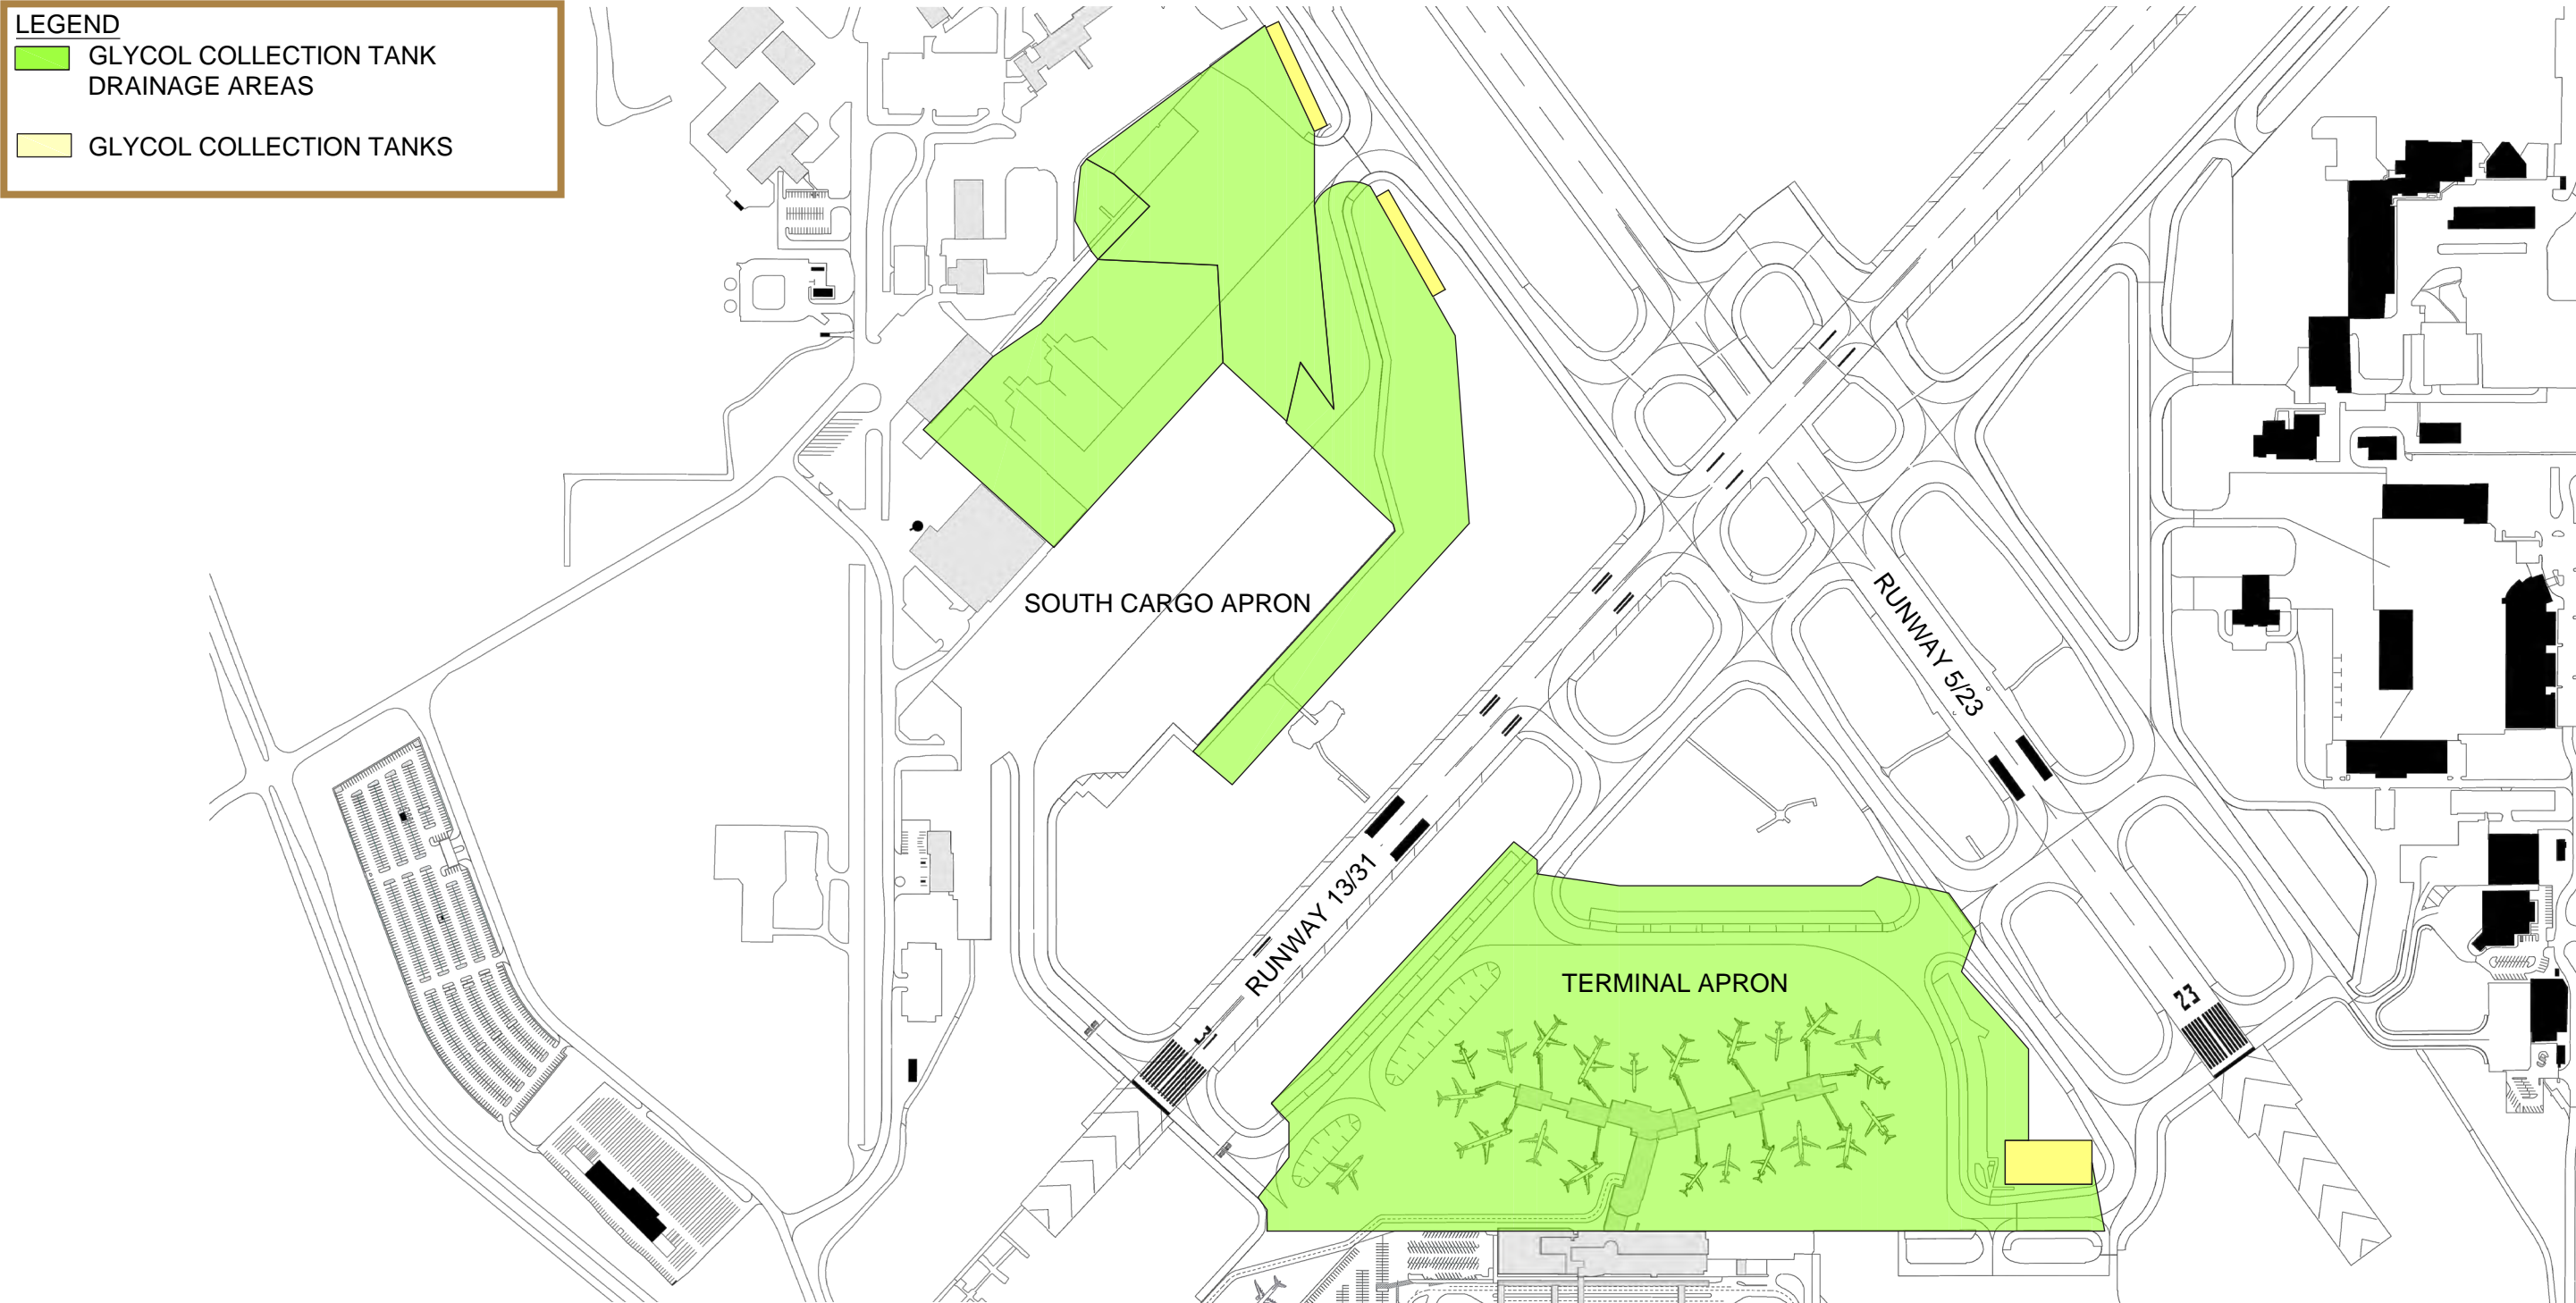 LEGEND
GLYCOL COLLECTION TANK
DRAINAGE AREAS
GLYCOL COLLECTION TANKS
SOUTH CARGO APRON
RUNWAY 5/23
RUNWAY 13/31
TERMINAL APRON
23